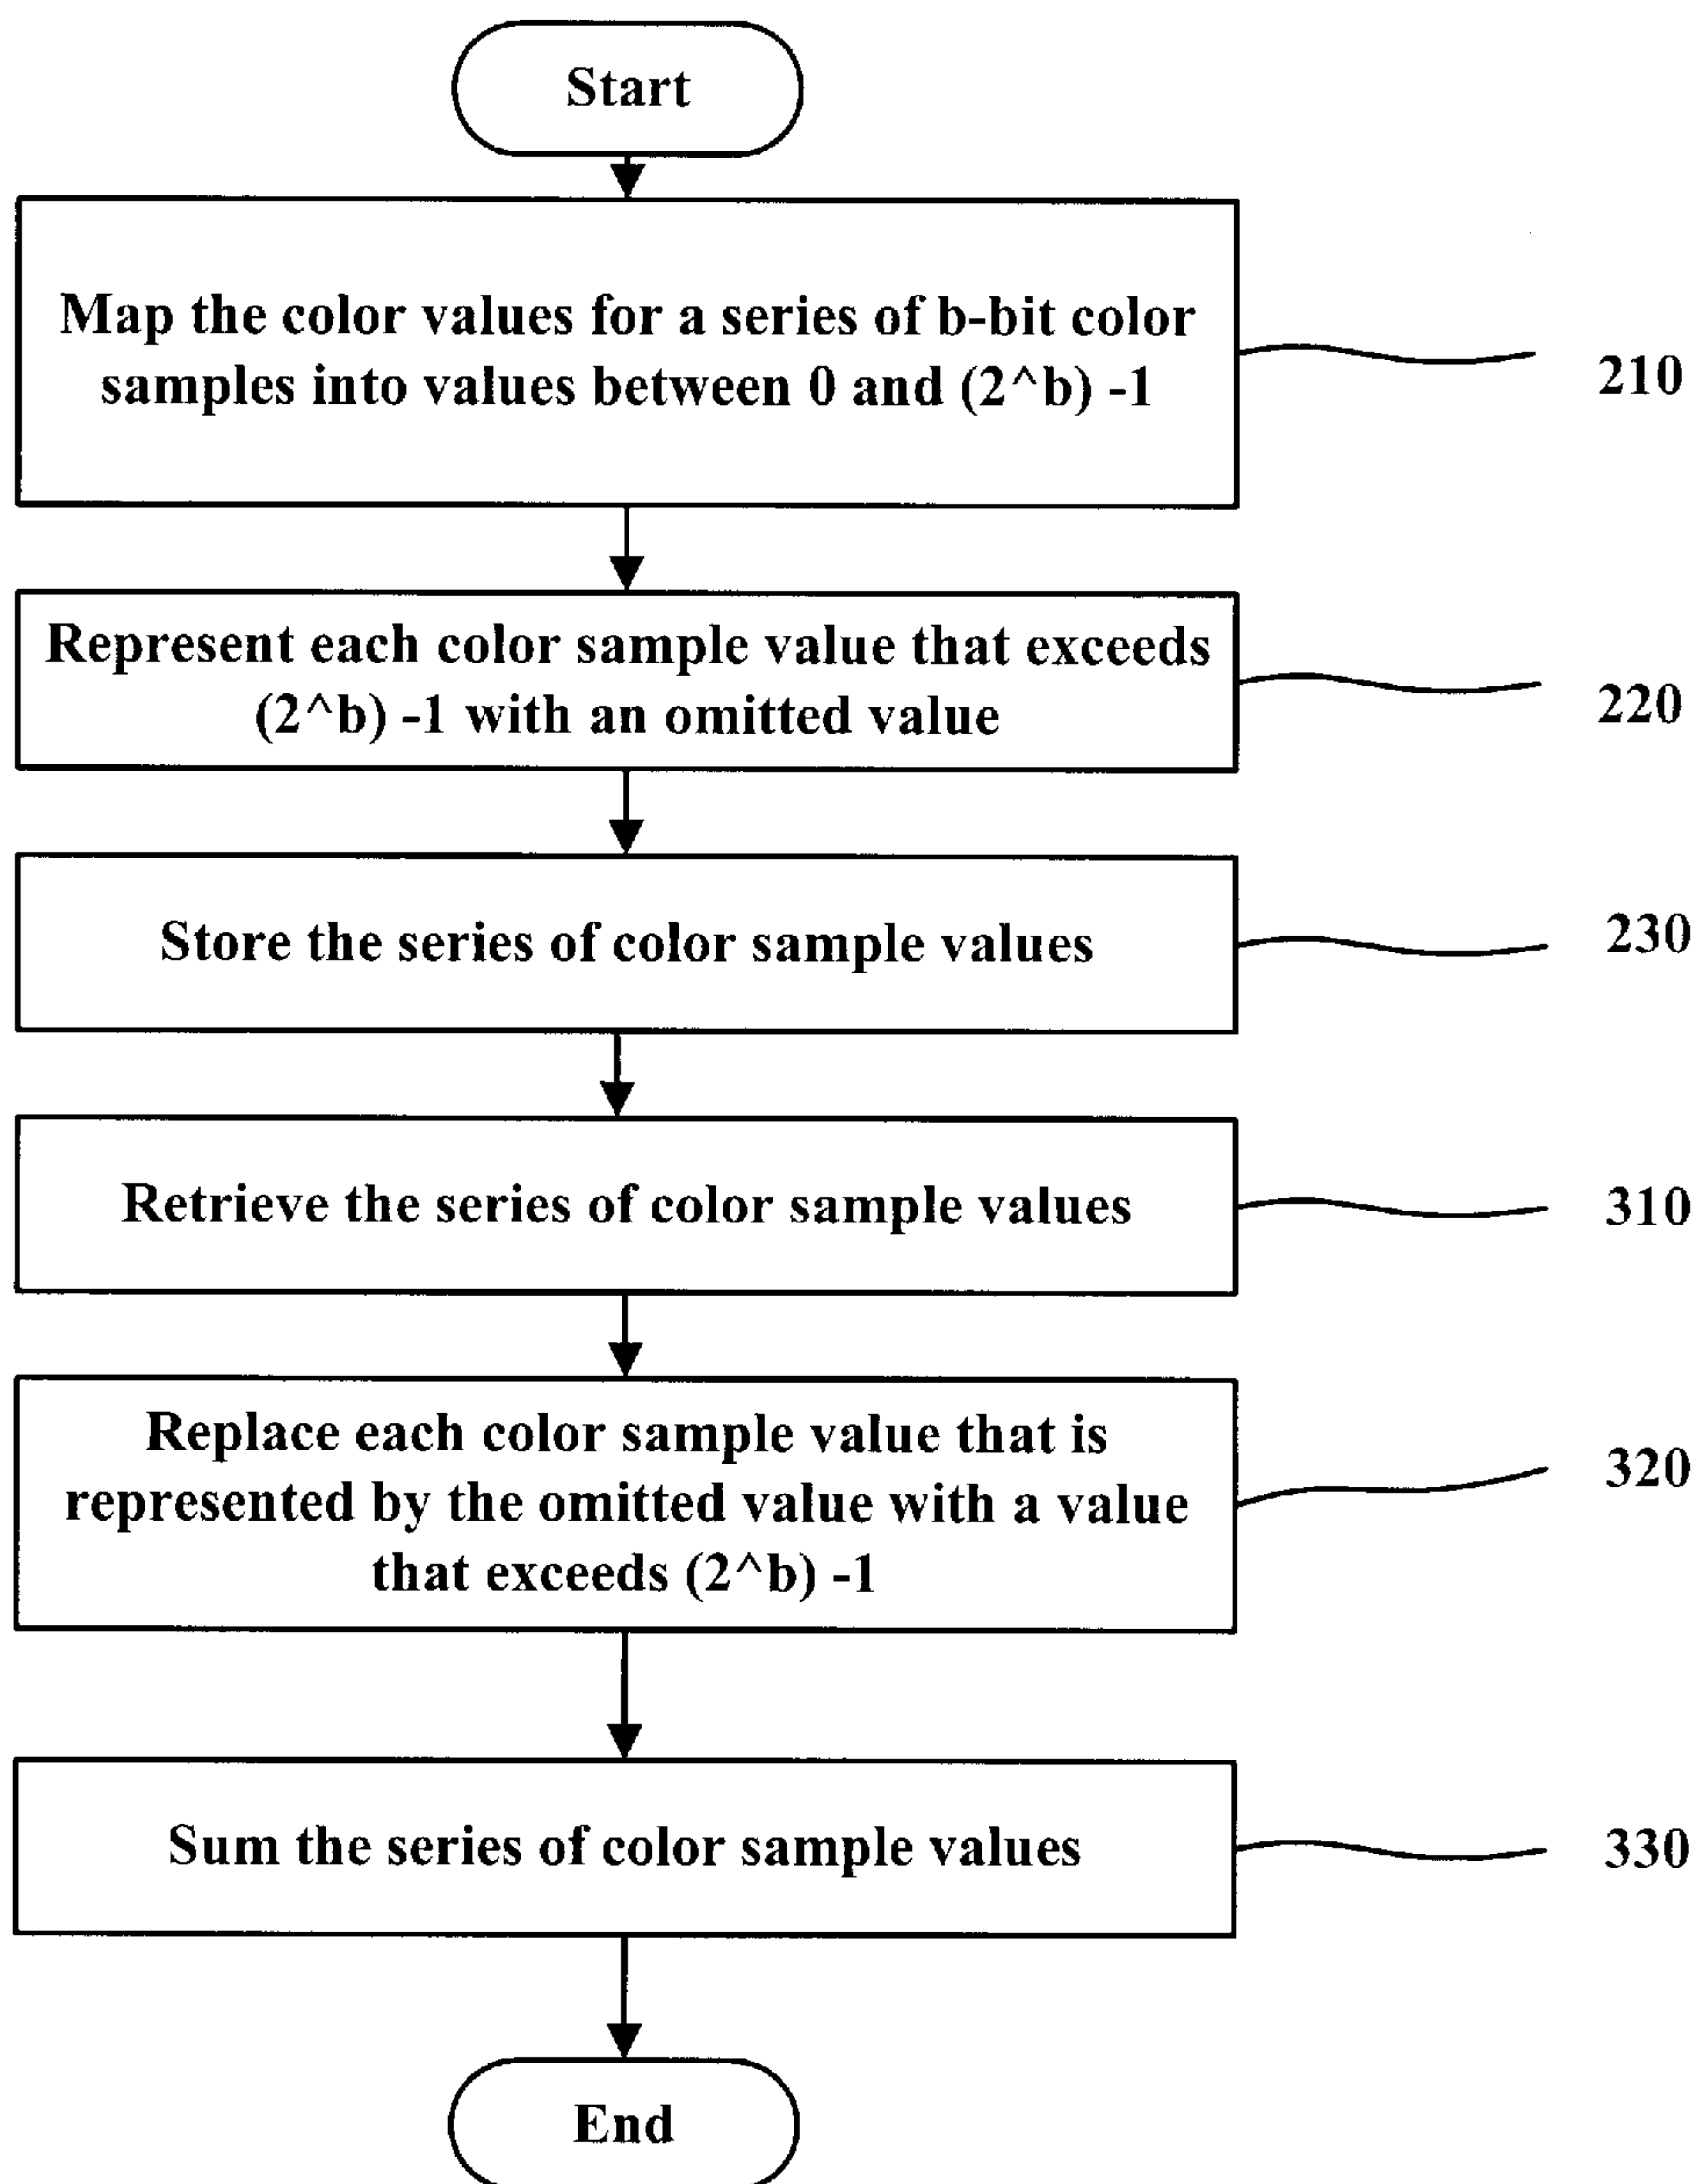 Start
Map the color values for a series of b-bit color
samples into values between 0 and (2^b) -1
210
Represent each color sample value that exceeds
(2^b) -1 with an omitted value
220
Store the series of color sample values
230
Retrieve the series of color sample values
310
Replace each color sample value that is
represented by the omitted value with a value
that exceeds (2^b) -1
320
Sum the series of color sample values
330
End